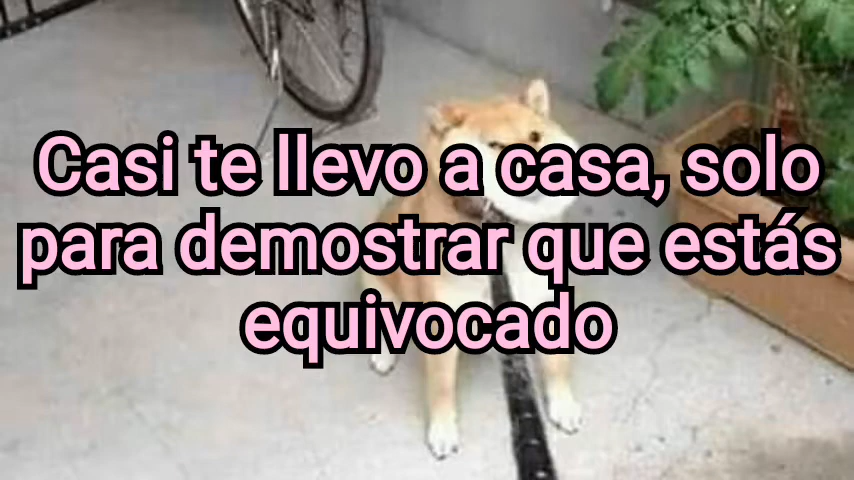 Casi te llevo a casa, solo
para demostrar que estás
equivocado